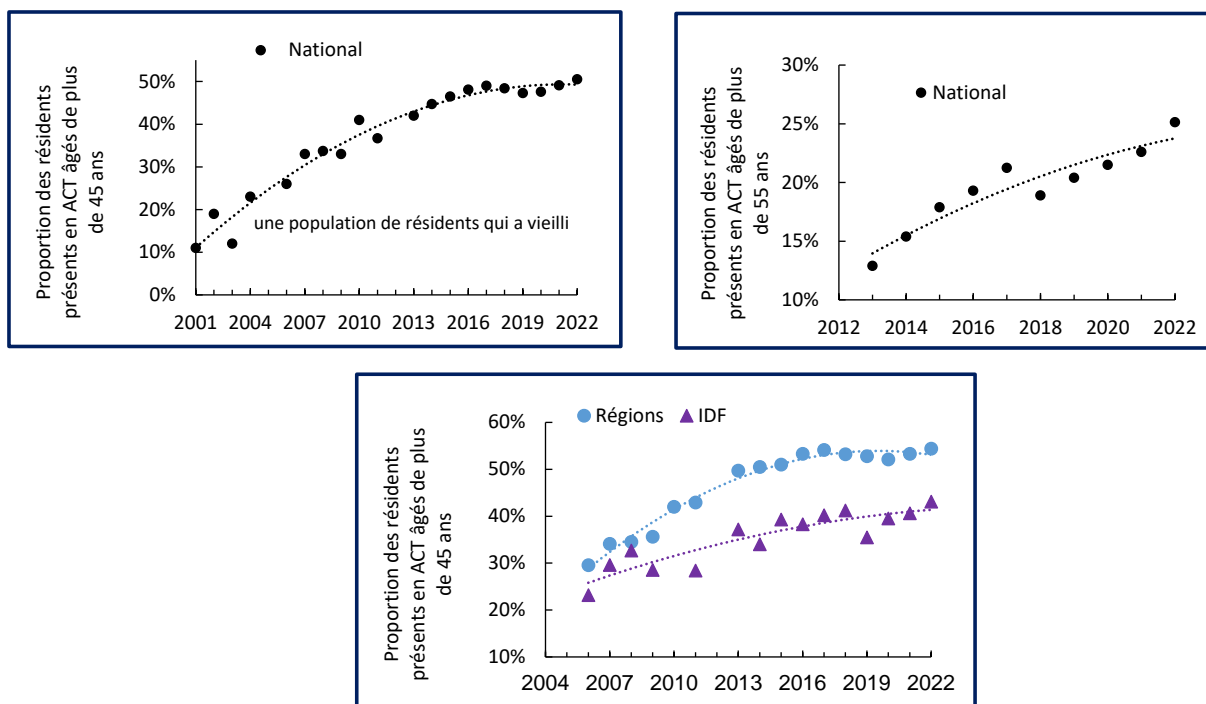 National
Proportion des résidents
présents en ACT âgés de plus
de 45 ans
50%
40%
30%
20%
10%
0%
une population de résidents qui a vieilli
2001 2004 2007 2010 2013 2016 2019 2022
National
Proportion des résidents
présents en ACT âgés de plus
de 55 ans
30%
25%
20%
15%
10%
2012 2014 2016 2018 2020 2022
Régions IDF
Proportion des résidents
présents en ACT âgés de plus
de 45 ans
60%
50%
40%
30%
20%
10%
2004 2007 2010 2013 2016 2019 2022